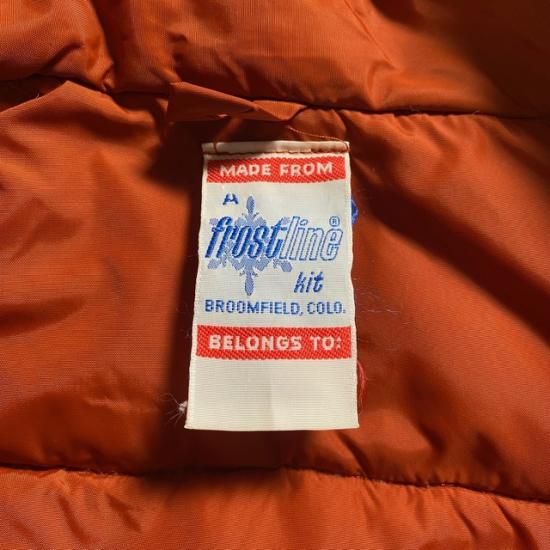 MADE FROM
A
frostline®
kit
BROOMFIELD, COLO.
BELONGS TO: